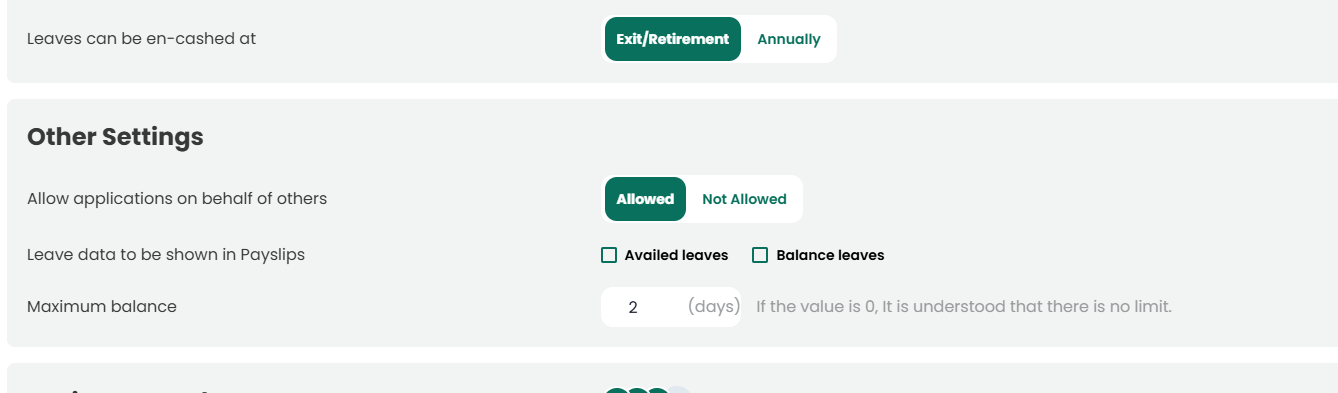 Leaves can be en-cashed at Exit/Retirement Annually
Other Settings
Allow applications on behalf of others Allowed Not Allowed
Leave data to be shown in Payslips Availed leaves Balance leaves
Maximum balance 2 (days) If the value is 0, It is understood that there is no limit.